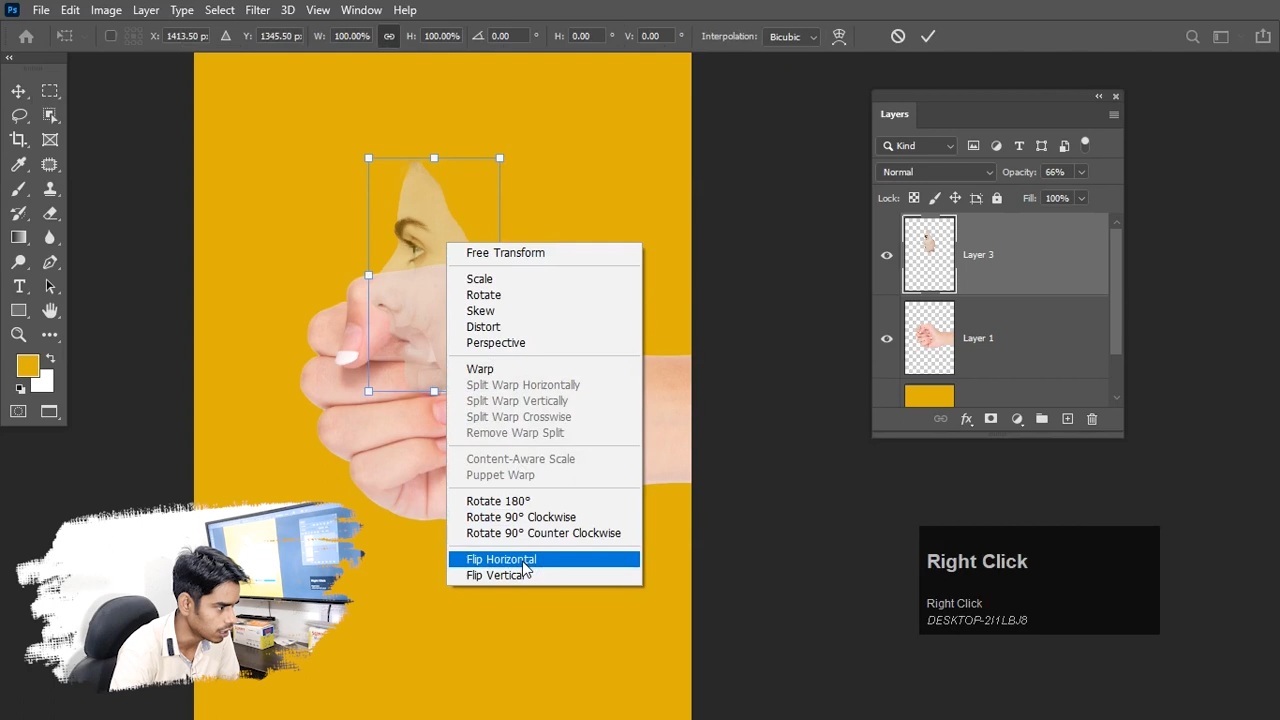 Ps File Edit Image Layer Type Select Filter 3D View Window Help
X: 1413.50 px Y: 1345.50 px W: 100.00% H: 100.00% 0.00 ° H: 0.00 ° V: 0.00 ° Interpolation: Bicubic
Layers
Kind
Normal Opacity: 66%
Lock: Fill: 100%
Layer 3
Layer 1
Free Transform
Scale
Rotate
Skew
Distort
Perspective
Warp
Split Warp Horizontally
Split Warp Vertically
Split Warp Crosswise
Remove Warp Split
Content-Aware Scale
Puppet Warp
Rotate 180°
Rotate 90° Clockwise
Rotate 90° Counter Clockwise
Flip Horizontal
Flip Vertical
Right Click
Right Click
DESKTOP-2I1LBJ8